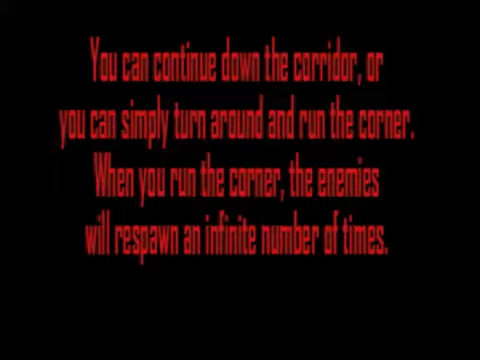 You can continue down the corridor, or
you can simply turn around and run the corner.
When you run the corner, the enemies
will respawn an infinite number of times.